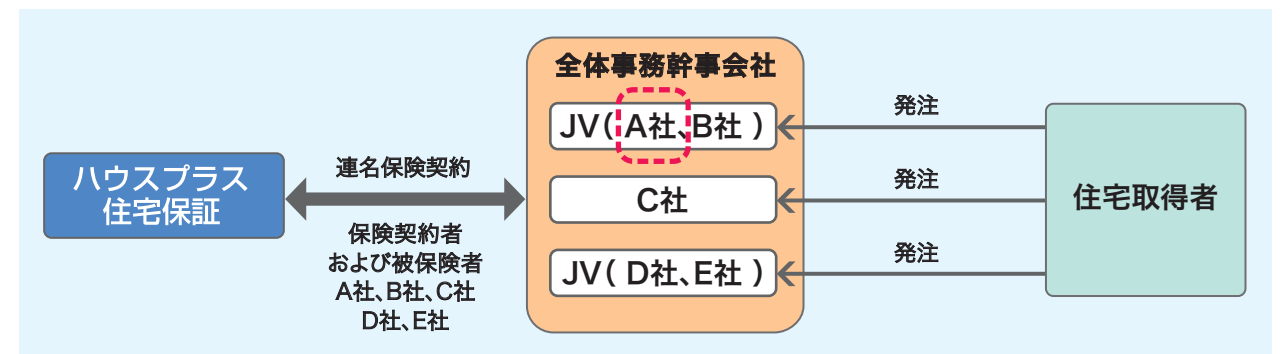 ハウスプラス
住宅保証
連名保険契約
保険契約者
および被保険者
A社、B社、C社
D社、E社
全体事務幹事会社
JV( A社、B社 )
C社
JV( D社、E社 )
発注
発注
発注
住宅取得者